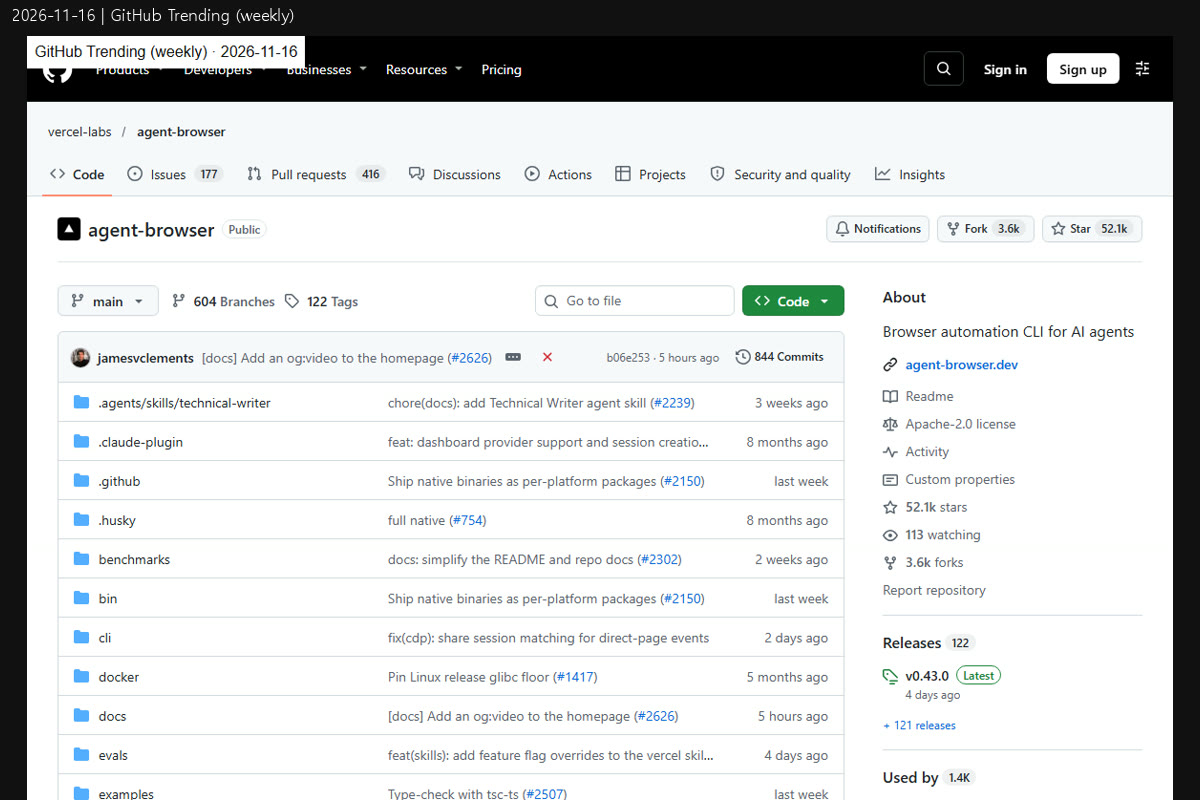 2026-11-16 | GitHub Trending (weekly)
GitHub Trending (weekly) · 2026-11-16
Products Developers Businesses Resources Pricing Sign in Sign up
vercel-labs / agent-browser
Code Issues 177 Pull requests 416 Discussions Actions Projects Security and quality Insights
agent-browser Public Notifications Fork 3.6k Star 52.1k
main 604 Branches 122 Tags Go to file Code
jamesvclements [docs] Add an og:video to the homepage (#2626) b06e253 · 5 hours ago 844 Commits
.agents/skills/technical-writer chore(docs): add Technical Writer agent skill (#2239) 3 weeks ago
.claude-plugin feat: dashboard provider support and session creatio... 8 months ago
.github Ship native binaries as per-platform packages (#2150) last week
.husky full native (#754) 8 months ago
benchmarks docs: simplify the README and repo docs (#2302) 2 weeks ago
bin Ship native binaries as per-platform packages (#2150) last week
cli fix(cdp): share session matching for direct-page events 2 days ago
docker Pin Linux release glibc floor (#1417) 5 months ago
docs [docs] Add an og:video to the homepage (#2626) 5 hours ago
evals feat(skills): add feature flag overrides to the vercel skil... 4 days ago
examples Type-check with tsc-ts (#2507) last week
About
Browser automation CLI for AI agents
agent-browser.dev
Readme
Apache-2.0 license
Activity
Custom properties
52.1k stars
113 watching
3.6k forks
Report repository
Releases 122
v0.43.0 Latest
4 days ago
+ 121 releases
Used by 1.4K